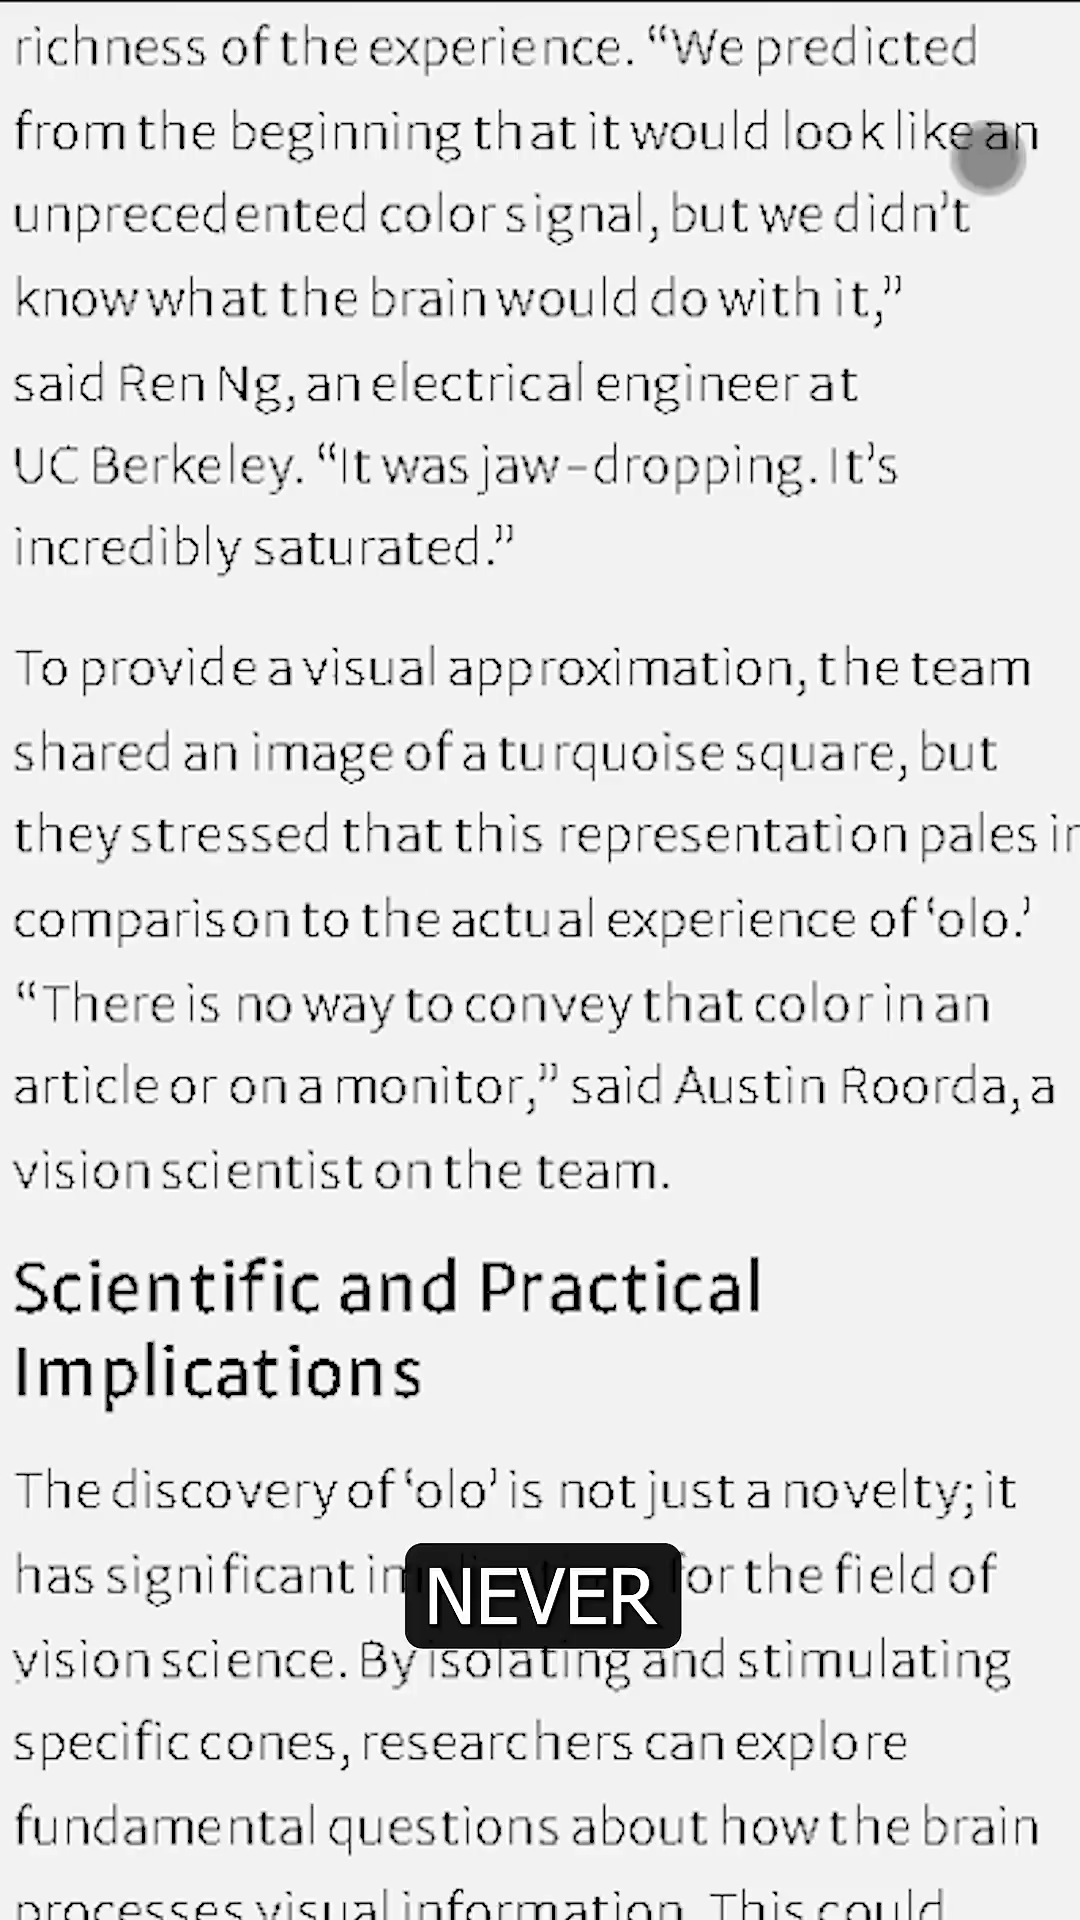 richness of the experience. “We predicted
from the beginning that it would look like an
unprecedented color signal, but we didn’t
know what the brain would do with it,”
said Ren Ng, an electrical engineer at
UC Berkeley. “It was jaw-dropping. It’s
incredibly saturated.”
To provide a visual approximation, the team
shared an image of a turquoise square, but
they stressed that this representation pales in
comparison to the actual experience of ‘olo.’
“There is no way to convey that color in an
article or on a monitor,” said Austin Roorda, a
vision scientist on the team.
Scientific and Practical
Implications
The discovery of ‘olo’ is not just a novelty; it
has significant for the field of
NEVER
vision science. By isolating and stimulating
specific cones, researchers can explore
fundamental questions about how the brain
processes visual information. This could